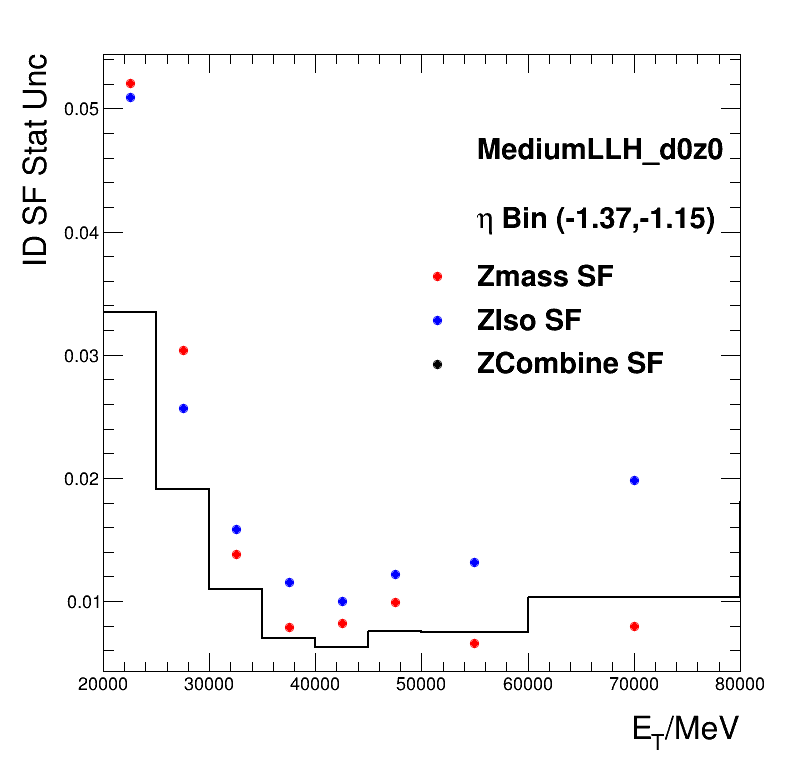 ID SF Stat Unc
0.05
0.04
0.03
0.02
0.01
MediumLLH_d0z0
η Bin (-1.37,-1.15)
Zmass SF
ZIso SF
ZCombine SF
20000 30000 40000 50000 60000 70000 80000
E_T/MeV